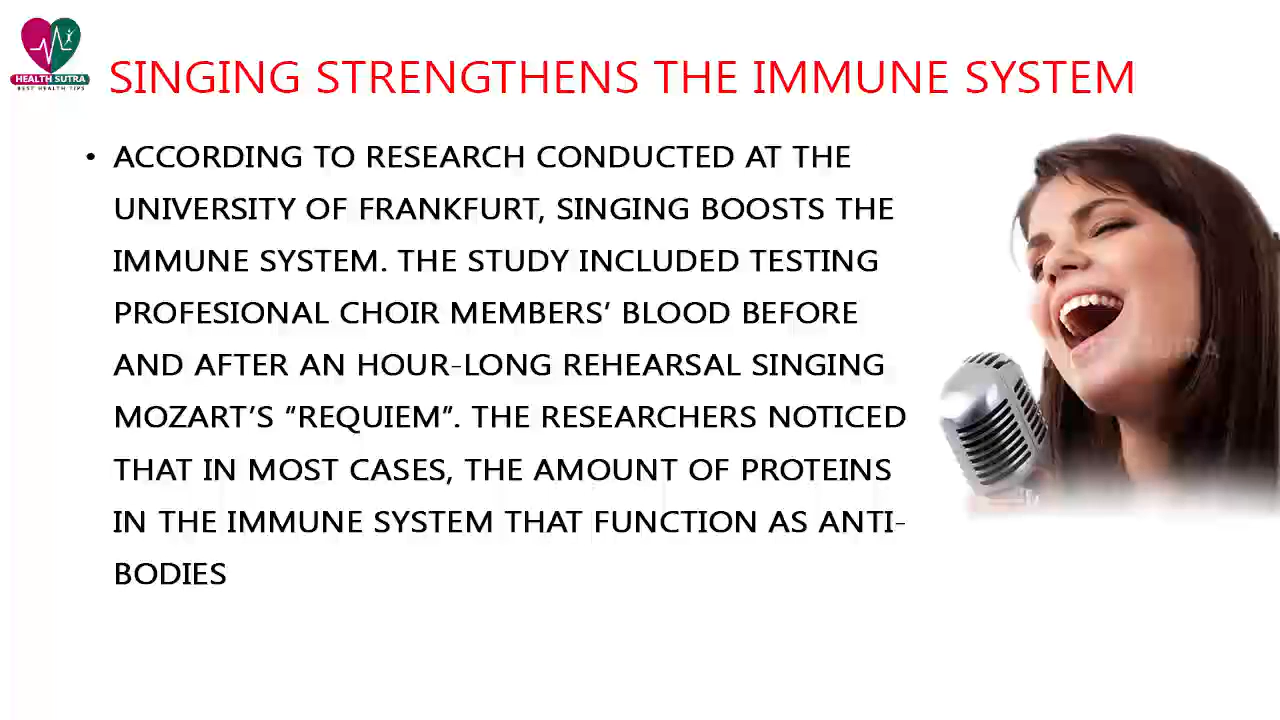 HEALTH SUTRA
BEST HEALTH TIPS
SINGING STRENGTHENS THE IMMUNE SYSTEM
• ACCORDING TO RESEARCH CONDUCTED AT THE
UNIVERSITY OF FRANKFURT, SINGING BOOSTS THE
IMMUNE SYSTEM. THE STUDY INCLUDED TESTING
PROFESIONAL CHOIR MEMBERS’ BLOOD BEFORE
AND AFTER AN HOUR-LONG REHEARSAL SINGING
MOZART’S “REQUIEM”. THE RESEARCHERS NOTICED
THAT IN MOST CASES, THE AMOUNT OF PROTEINS
IN THE IMMUNE SYSTEM THAT FUNCTION AS ANTI-
BODIES